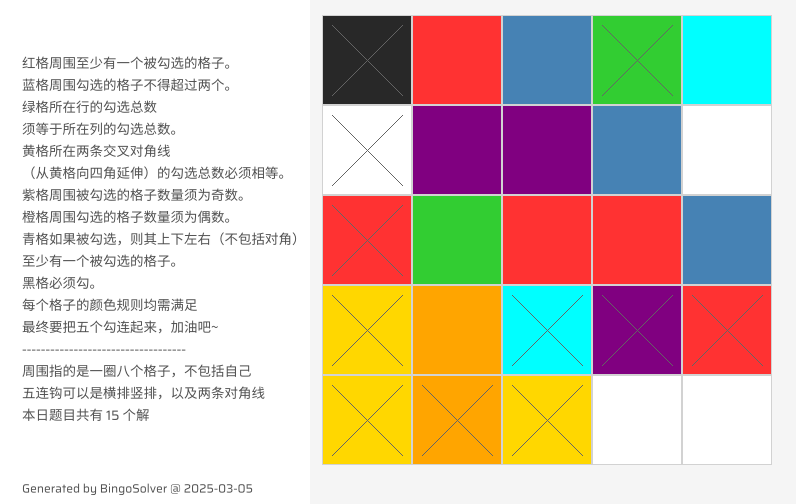 红格周围至少有一个被勾选的格子。
蓝格周围勾选的格子不得超过两个。
绿格所在行的勾选总数
须等于所在列的勾选总数。
黄格所在两条交叉对角线
（从黄格向四角延伸）的勾选总数必须相等。
紫格周围被勾选的格子数量须为奇数。
橙格周围勾选的格子数量须为偶数。
青格如果被勾选，则其上下左右（不包括对角）
至少有一个被勾选的格子。
黑格必须勾。
每个格子的颜色规则均需满足
最终要把五个勾连起来，加油吧~
-----------------------------------
周围指的是一圈八个格子，不包括自己
五连钩可以是横排竖排，以及两条对角线
本日题目共有 15 个解
Generated by BingoSolver @ 2025-03-05